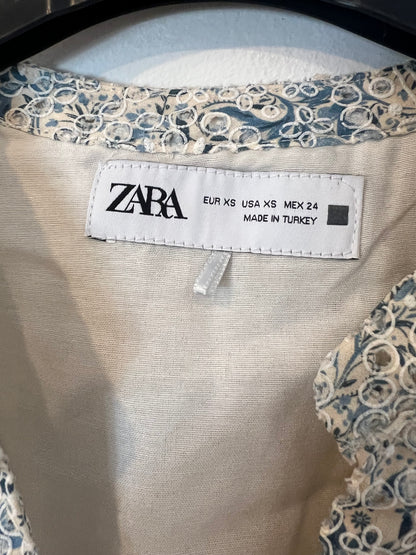 ZARA
EUR XS USA XS MEX 24
MADE IN TURKEY